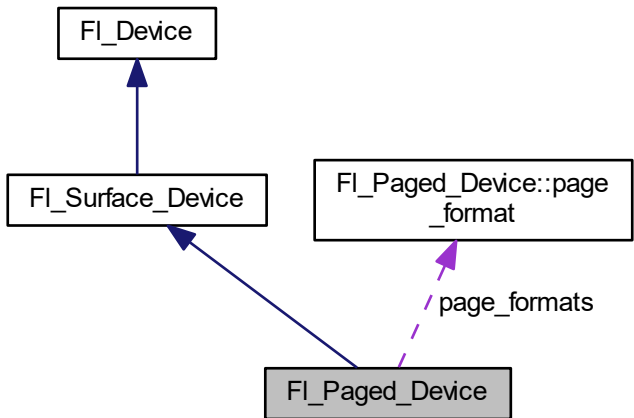 Fl_Device
Fl_Surface_Device
Fl_Paged_Device::page
_format
page_formats
Fl_Paged_Device